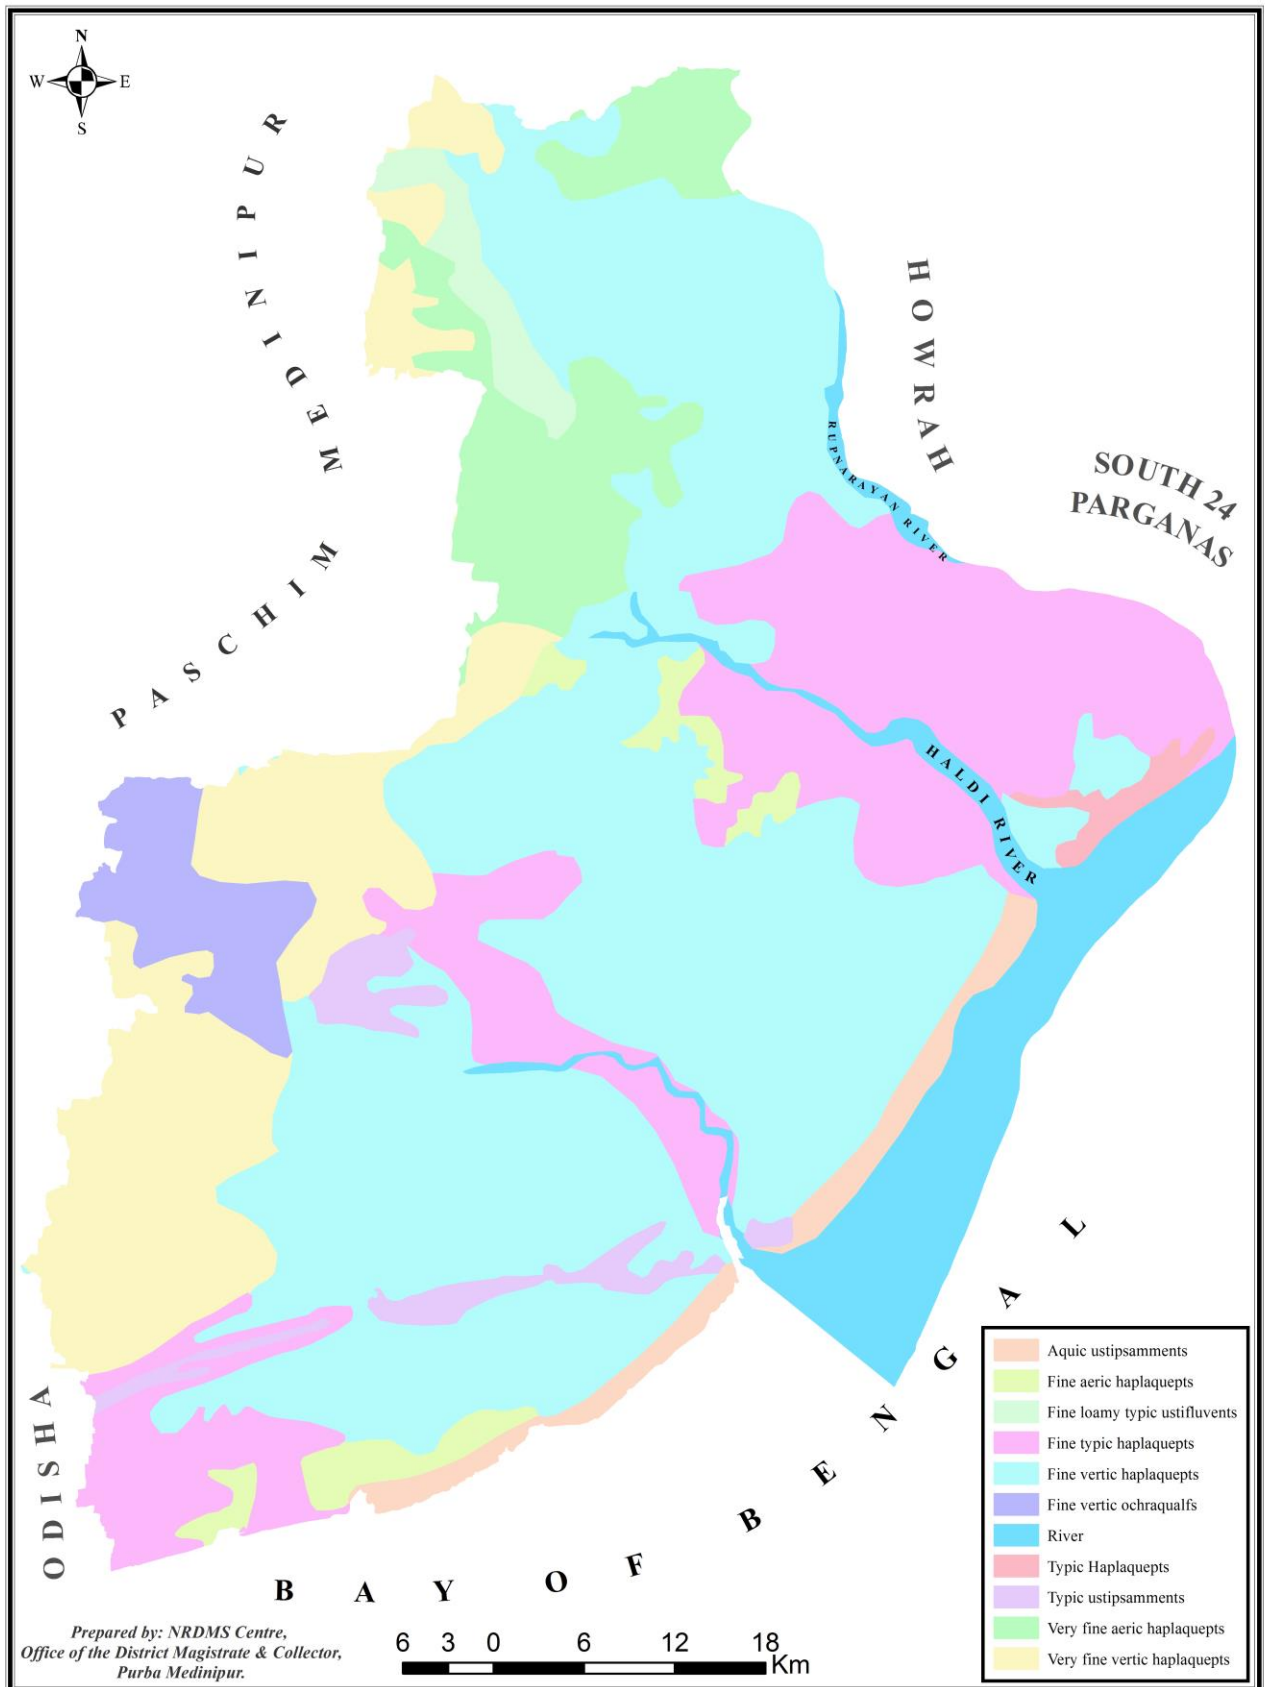 N
W E
S
PASCHIM MEDINIPUR
HOWRAH
SOUTH 24
PARGANAS
RUPNARAYAN RIVER
HALDI RIVER
ODISHA
BAY OF BENGAL
Aquic ustipsamments
Fine aeric haplaquepts
Fine loamy typic ustifluvents
Fine typic haplaquepts
Fine vertic haplaquepts
Fine vertic ochraqualfs
River
Typic Haplaquepts
Typic ustipsamments
Very fine aeric haplaquepts
Very fine vertic haplaquepts
Prepared by: NRDMS Centre,
Office of the District Magistrate & Collector,
Purba Medinipur.
6 3 0 6 12 18
Km